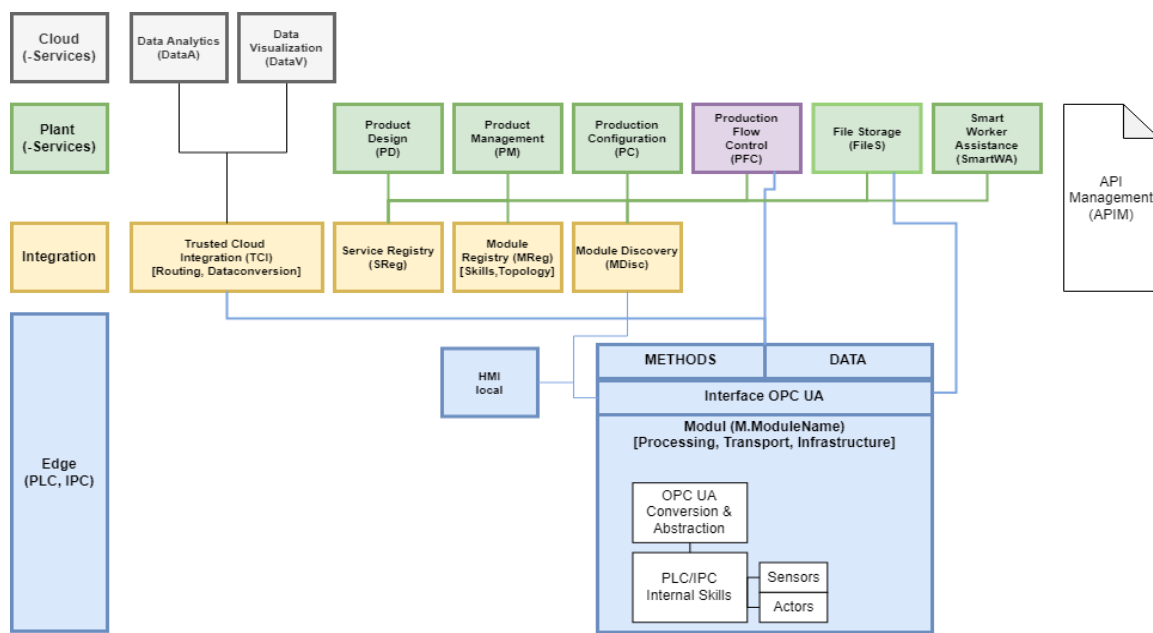 Cloud
(-Services)
Data Analytics
(DataA)
Data
Visualization
(DataV)
Plant
(-Services)
Product
Design
(PD)
Product
Management
(PM)
Production
Configuration
(PC)
Production
Flow
Control
(PFC)
File Storage
(FileS)
Smart
Worker
Assistance
(SmartWA)
API
Management
(APIM)
Integration
Trusted Cloud
Integration (TCI)
[Routing, Dataconversion]
Service Registry
(SReg)
Module
Registry (MReg)
[Skills,Topology]
Module Discovery
(MDisc)
Edge
(PLC, IPC)
HMI
local
METHODS
DATA
Interface OPC UA
Modul (M.ModuleName)
[Processing, Transport, Infrastructure]
OPC UA
Conversion &
Abstraction
PLC/IPC
Internal Skills
Sensors
Actors